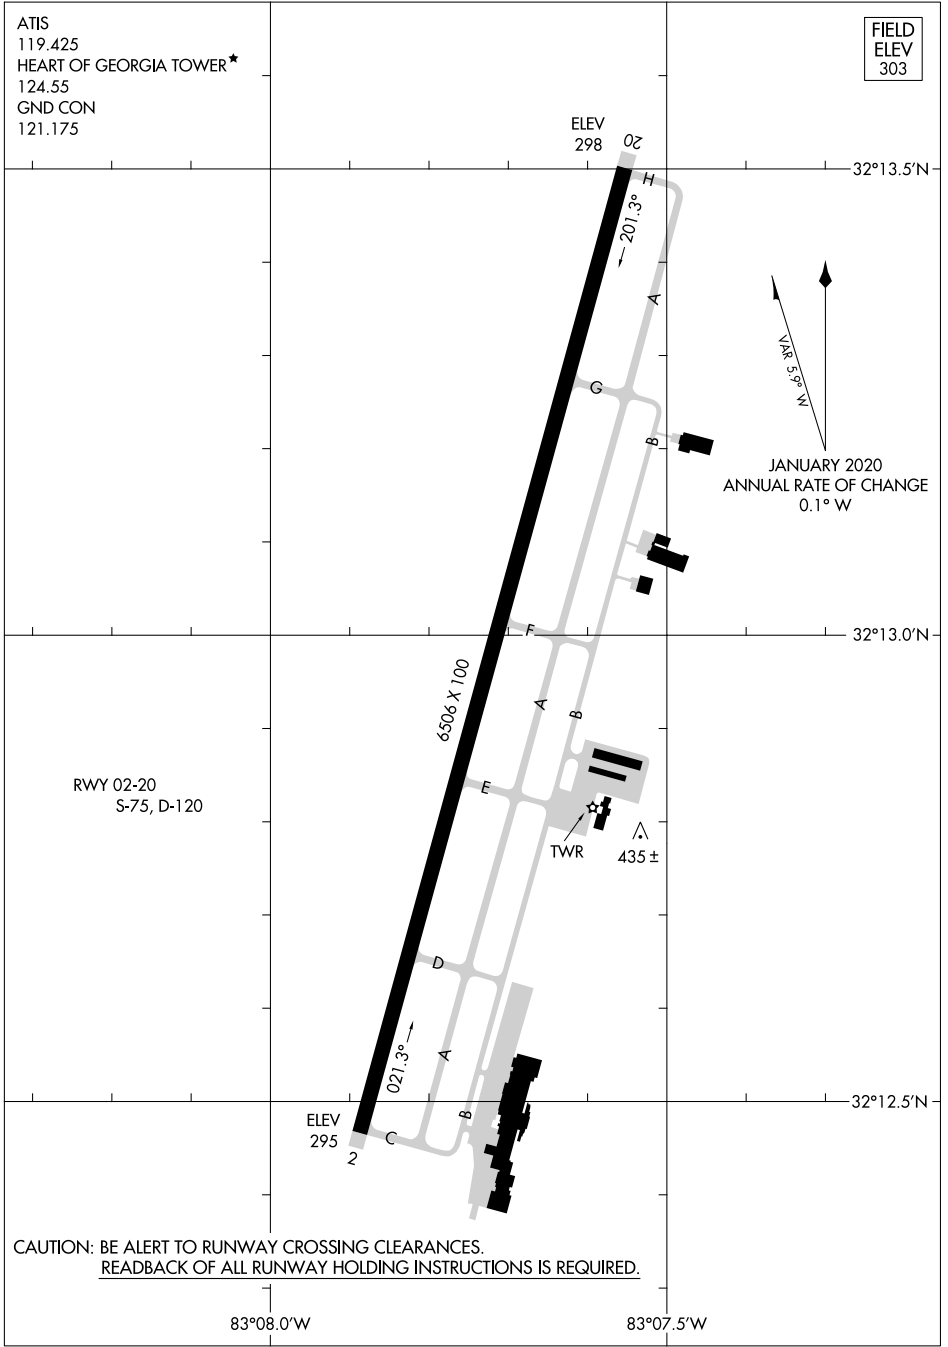 ATIS
119.425
HEART OF GEORGIA TOWER★
124.55
GND CON
121.175
FIELD
ELEV
303
ELEV
298
20
32°13.5'N
H
201.3°
A
VAR 5.9° W
G
B
JANUARY 2020
ANNUAL RATE OF CHANGE
0.1° W
F
32°13.0'N
6506 X 100
A
B
RWY 02-20
S-75, D-120
E
TWR
435 ±
D
021.3°
A
32°12.5'N
B
ELEV
295
C
2
CAUTION: BE ALERT TO RUNWAY CROSSING CLEARANCES.
READBACK OF ALL RUNWAY HOLDING INSTRUCTIONS IS REQUIRED.
83°08.0'W
83°07.5'W